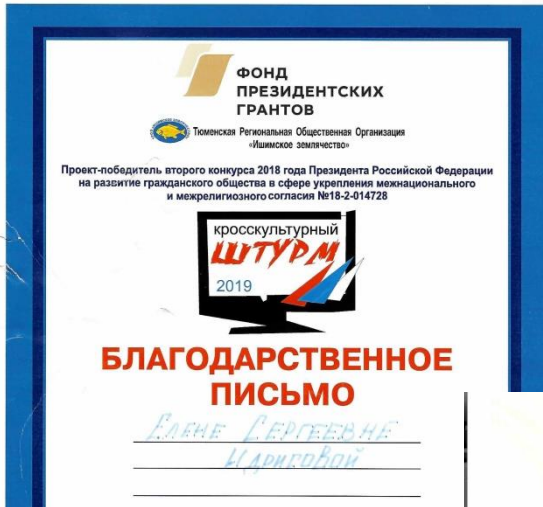 ФОНД
ПРЕЗИДЕНТСКИХ
ГРАНТОВ
Тюменская Региональная Общественная Организация
«Ишимское землячество»
Проект-победитель второго конкурса 2018 года Президента Российской Федерации
на развитие гражданского общества в сфере укрепления межнационального
и межрелигиозного согласия №18-2-014728
кросскультурный
ШТУРМ
2019
БЛАГОДАРСТВЕННОЕ
ПИСЬМО
ЕЛЕНЕ СЕРГЕЕВНЕ